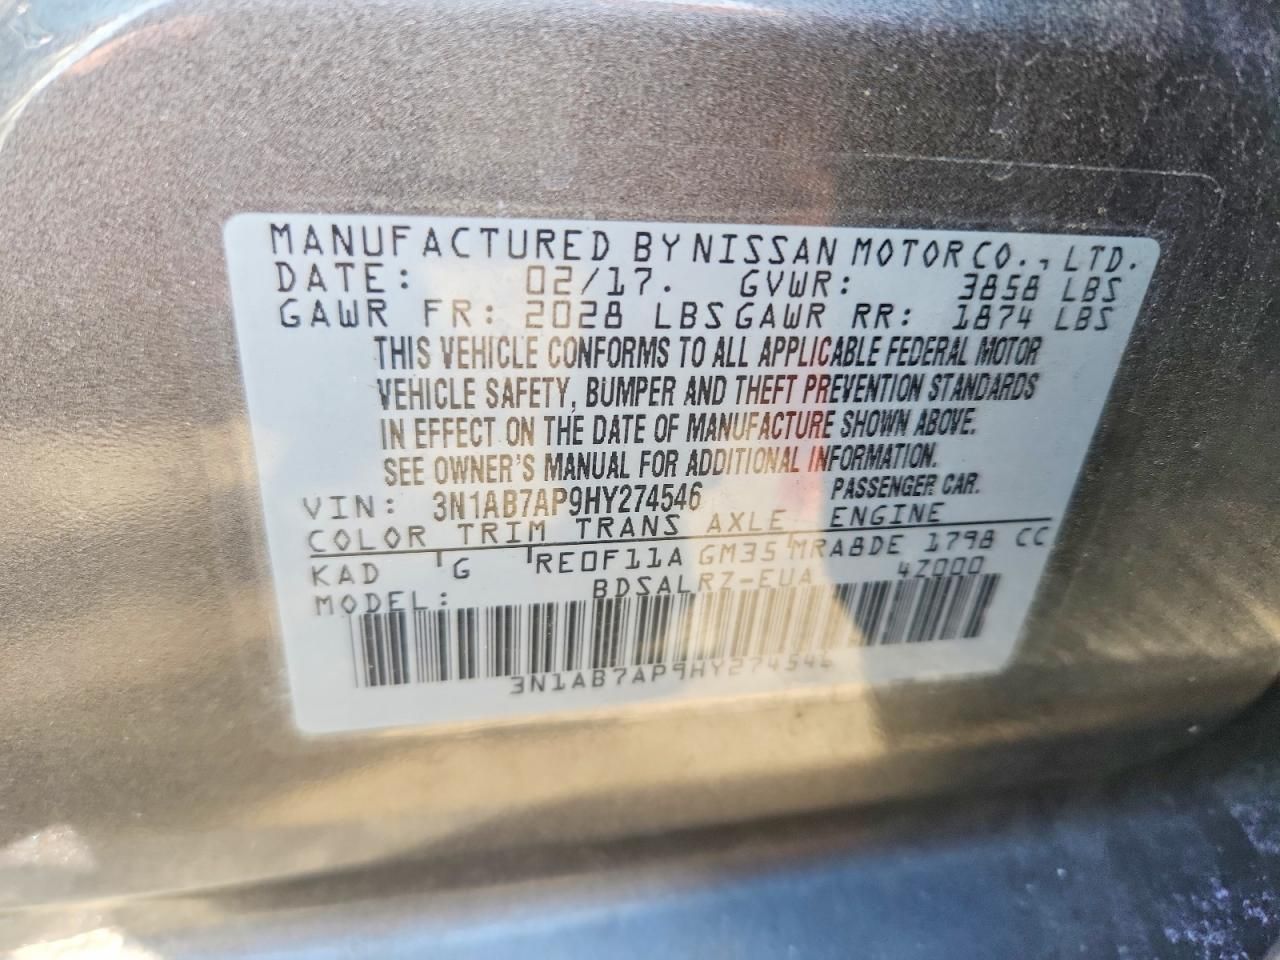 MANUFACTURED BY NISSAN MOTOR CO., LTD.
DATE: 02/17. GVWR: 3858 LBS
GAWR FR: 2028 LBS GAWR RR: 1874 LBS
THIS VEHICLE CONFORMS TO ALL APPLICABLE FEDERAL MOTOR
VEHICLE SAFETY, BUMPER AND THEFT PREVENTION STANDARDS
IN EFFECT ON THE DATE OF MANUFACTURE SHOWN ABOVE.
SEE OWNER'S MANUAL FOR ADDITIONAL INFORMATION.
VIN: 3N1AB7AP9HY274546 PASSENGER CAR.
COLOR TRIM TRANS AXLE ENGINE
KAD G RE0F11A GM35 MRA8DE 1798 CC
MODEL: BDSALRZ-EUA 4Z000
3N1AB7AP9HY274546